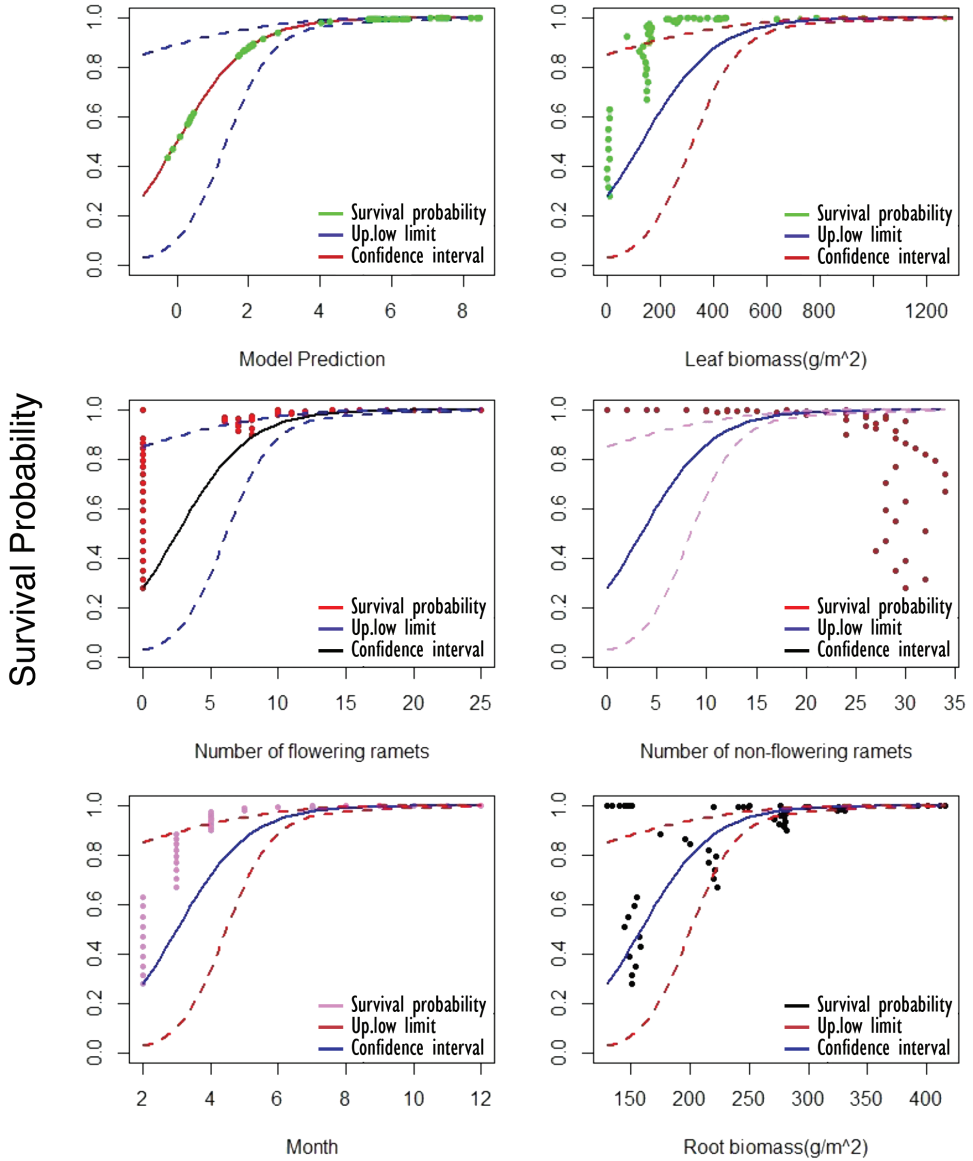 Survival Probability
0.0 0.2 0.4 0.6 0.8 1.0
Survival probability
Up.low limit
Confidence interval
0 2 4 6 8
Model Prediction
0.0 0.2 0.4 0.6 0.8 1.0
Survival probability
Up.low limit
Confidence interval
0 200 400 600 800 1200
Leaf biomass(g/m^2)
0.0 0.2 0.4 0.6 0.8 1.0
Survival probability
Up.low limit
Confidence interval
0 5 10 15 20 25
Number of flowering ramets
0.0 0.2 0.4 0.6 0.8 1.0
Survival probability
Up.low limit
Confidence interval
0 5 10 15 20 25 30 35
Number of non-flowering ramets
0.0 0.2 0.4 0.6 0.8 1.0
Survival probability
Up.low limit
Confidence interval
2 4 6 8 10 12
Month
0.0 0.2 0.4 0.6 0.8 1.0
Survival probability
Up.low limit
Confidence interval
150 200 250 300 350 400
Root biomass(g/m^2)